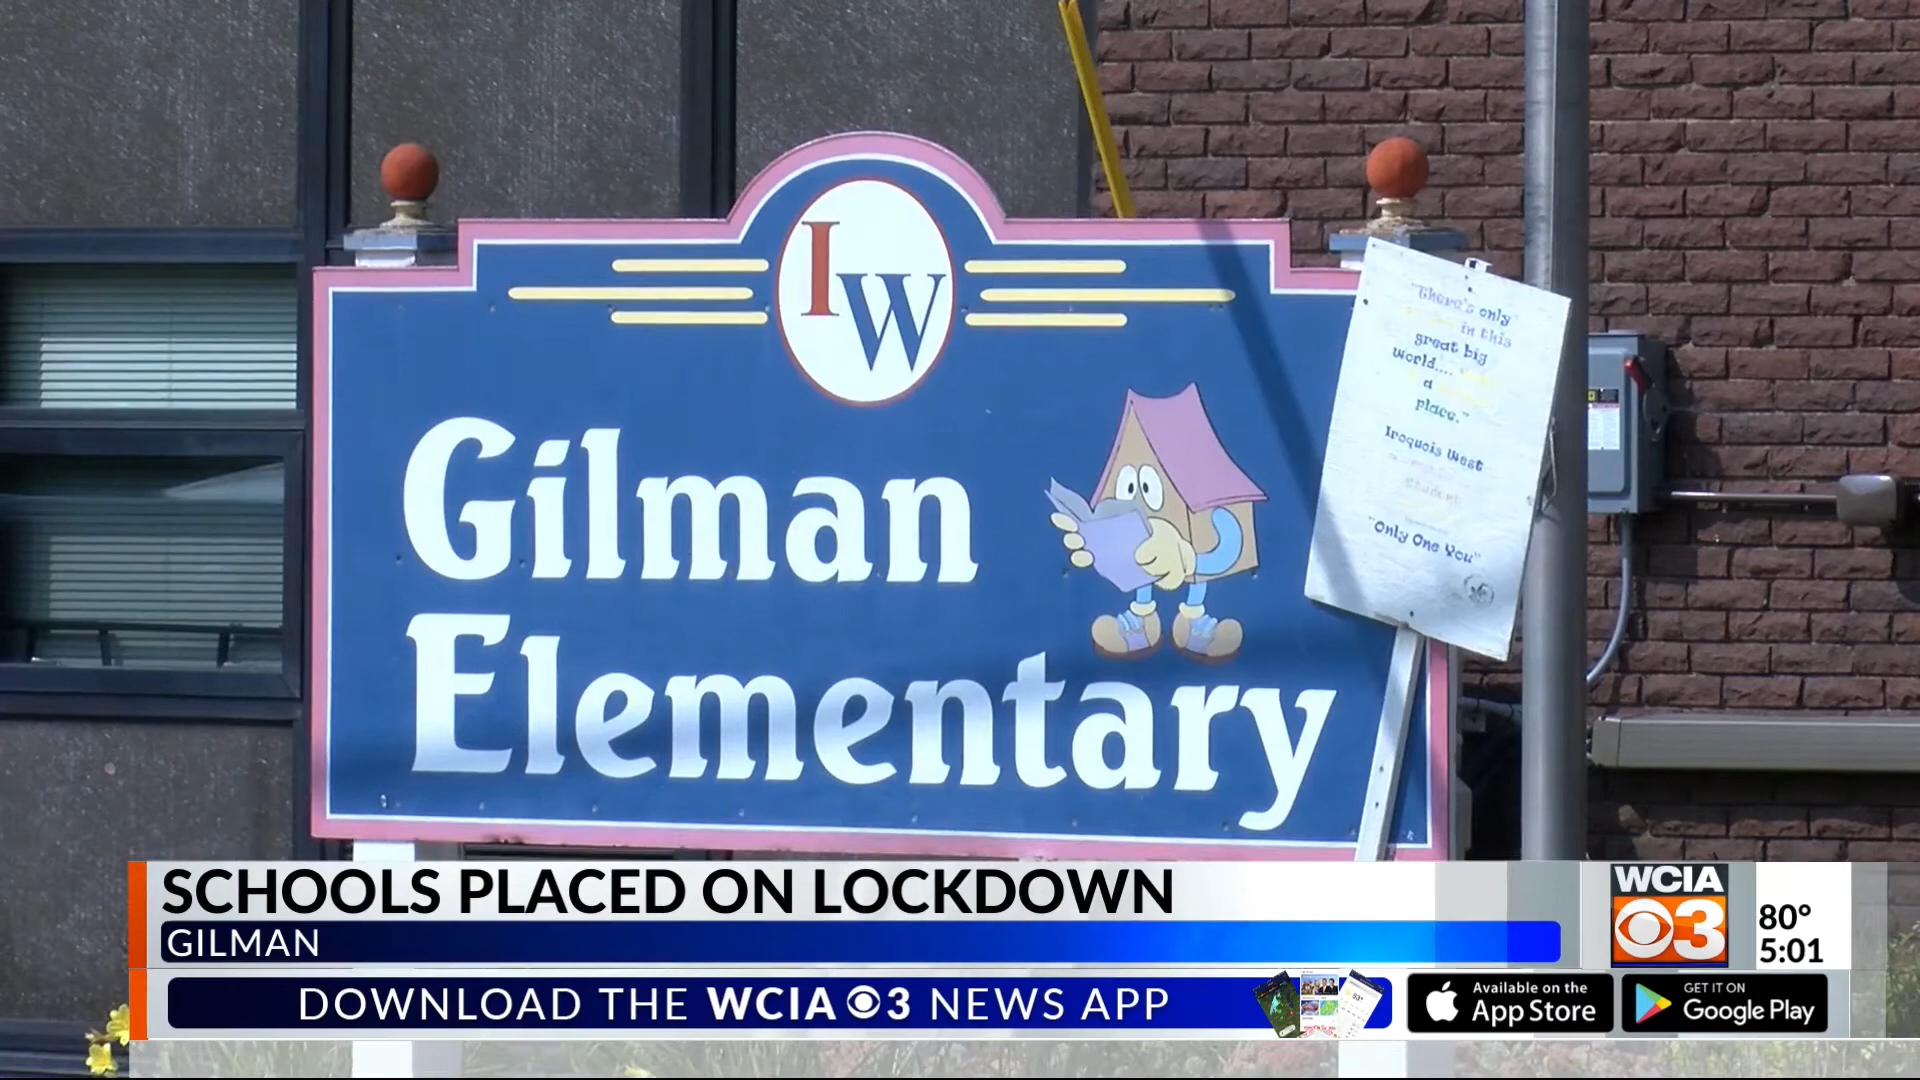 IW
Gilman
Elementary
"There's only
in this
great big
world....
a
place."
Iroquois West
student
"Only One You"
SCHOOLS PLACED ON LOCKDOWN
GILMAN
WCIA
3
80°
5:01
DOWNLOAD THE WCIA 3 NEWS APP
Available on the
App Store
GET IT ON
Google Play